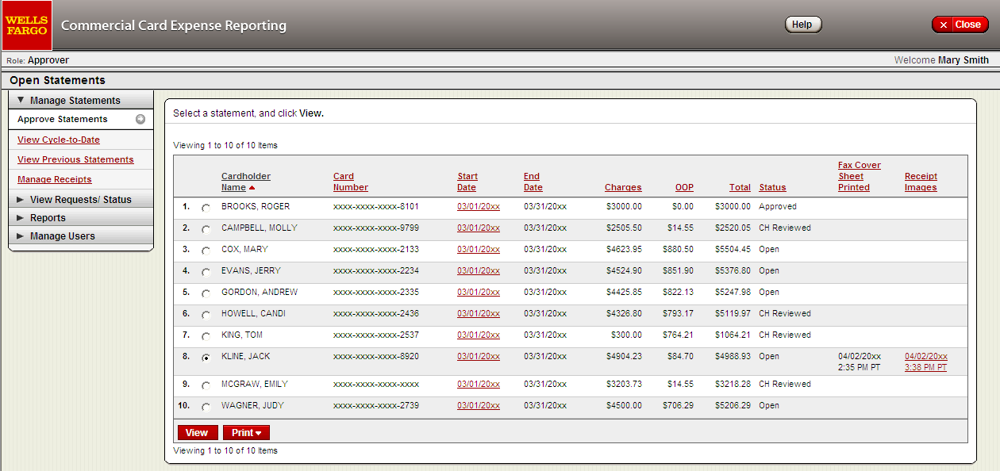 WELLS
FARGO
Commercial Card Expense Reporting
Help
× Close
Role: Approver
Welcome Mary Smith
Open Statements
▼ Manage Statements
Approve Statements
View Cycle-to-Date
View Previous Statements
Manage Receipts
► View Requests/ Status
► Reports
► Manage Users
Select a statement, and click View.
Viewing 1 to 10 of 10 Items
Cardholder Name ▲ Card Number Start Date End Date Charges OOP Total Status Fax Cover Sheet Printed Receipt Images
1. BROOKS, ROGER xxxx-xxxx-xxxx-8101 03/01/20xx 03/31/20xx $3000.00 $0.00 $3000.00 Approved
2. CAMPBELL, MOLLY xxxx-xxxx-xxxx-9799 03/01/20xx 03/31/20xx $2505.50 $14.55 $2520.05 CH Reviewed
3. COX, MARY xxxx-xxxx-xxxx-2133 03/01/20xx 03/31/20xx $4623.95 $880.50 $5504.45 Open
4. EVANS, JERRY xxxx-xxxx-xxxx-2234 03/01/20xx 03/31/20xx $4524.90 $851.90 $5376.80 Open
5. GORDON, ANDREW xxxx-xxxx-xxxx-2335 03/01/20xx 03/31/20xx $4425.85 $822.13 $5247.98 Open
6. HOWELL, CANDI xxxx-xxxx-xxxx-2436 03/01/20xx 03/31/20xx $4326.80 $793.17 $5119.97 CH Reviewed
7. KING, TOM xxxx-xxxx-xxxx-2537 03/01/20xx 03/31/20xx $300.00 $764.21 $1064.21 CH Reviewed
8. KLINE, JACK xxxx-xxxx-xxxx-8920 03/01/20xx 03/31/20xx $4904.23 $84.70 $4988.93 Open 04/02/20xx 2:35 PM PT 04/02/20xx 3:38 PM PT
9. MCGRAW, EMILY xxxx-xxxx-xxxx-xxxx 03/01/20xx 03/31/20xx $3203.73 $14.55 $3218.28 CH Reviewed
10. WAGNER, JUDY xxxx-xxxx-xxxx-2739 03/01/20xx 03/31/20xx $4500.00 $706.29 $5206.29 Open
View Print ▼
Viewing 1 to 10 of 10 Items